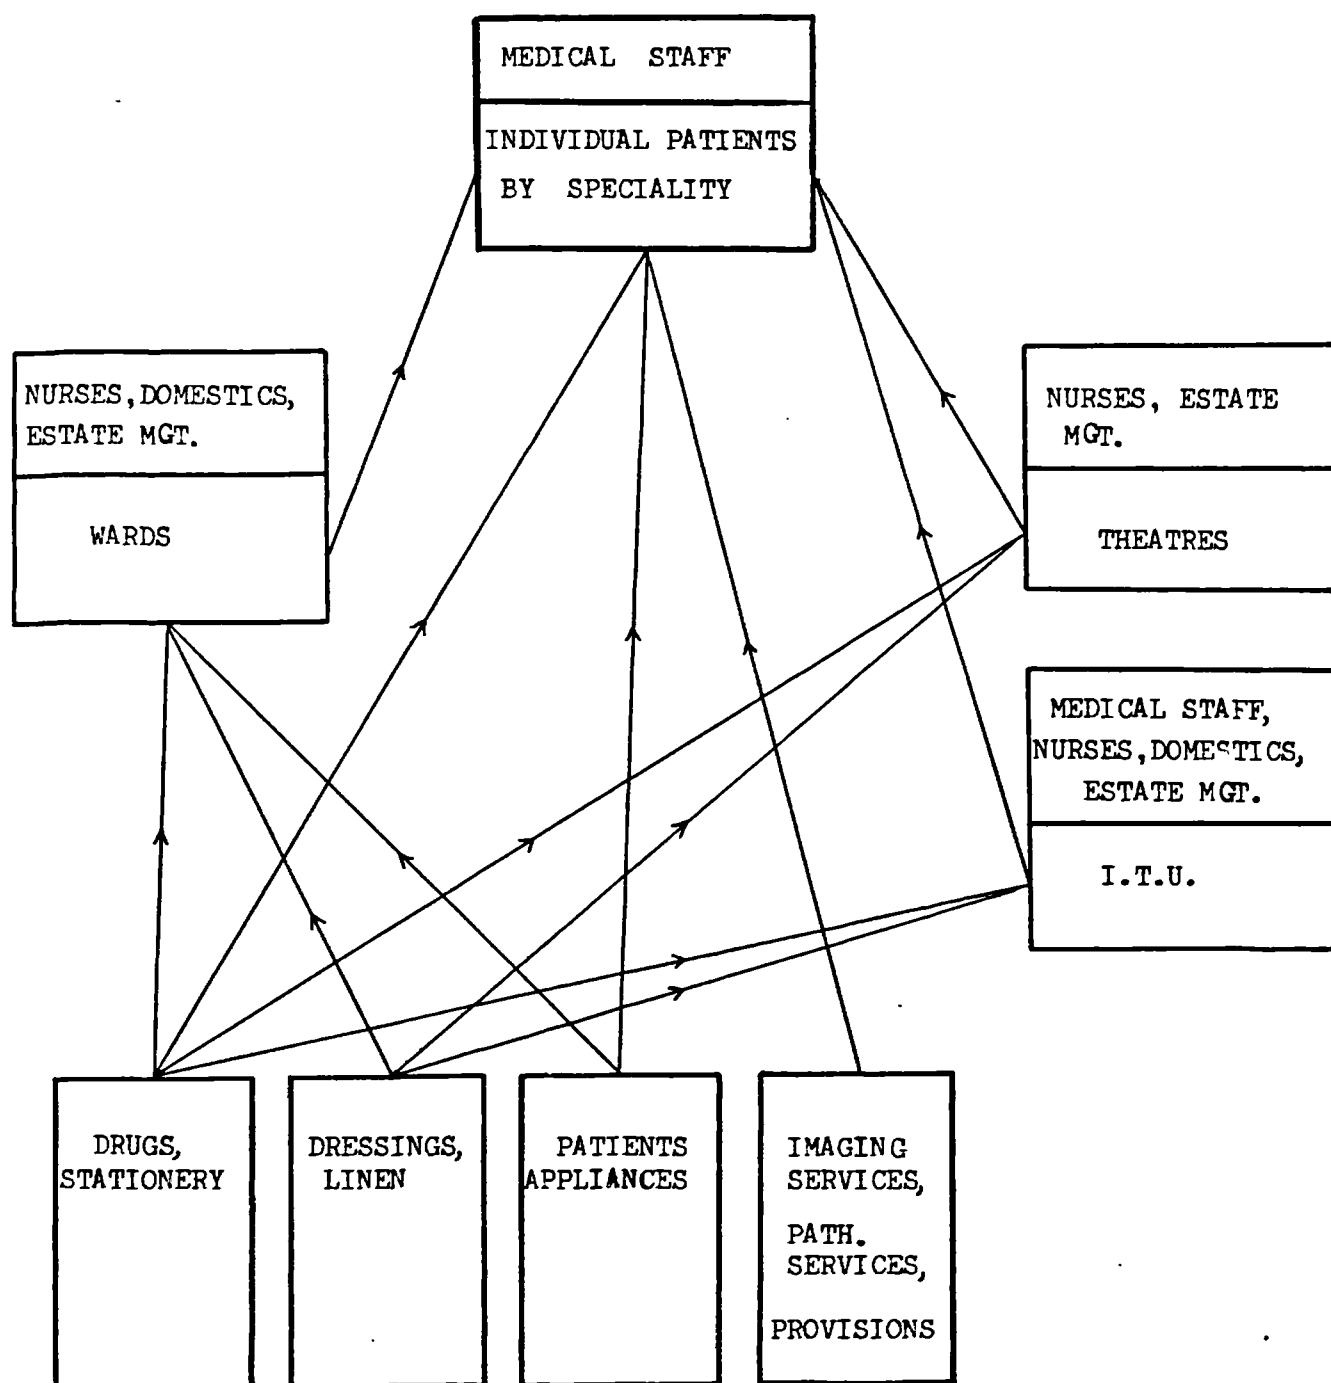 MEDICAL STAFF
INDIVIDUAL PATIENTS
BY SPECIALITY
NURSES, DOMESTICS,
ESTATE MGT.
WARDS
NURSES, ESTATE
MGT.
THEATRES
MEDICAL STAFF,
NURSES, DOMESTICS,
ESTATE MGT.
I.T.U.
DRUGS,
STATIONERY
DRESSINGS,
LINEN
PATIENTS
APPLIANCES
IMAGING
SERVICES,
PATH.
SERVICES,
PROVISIONS